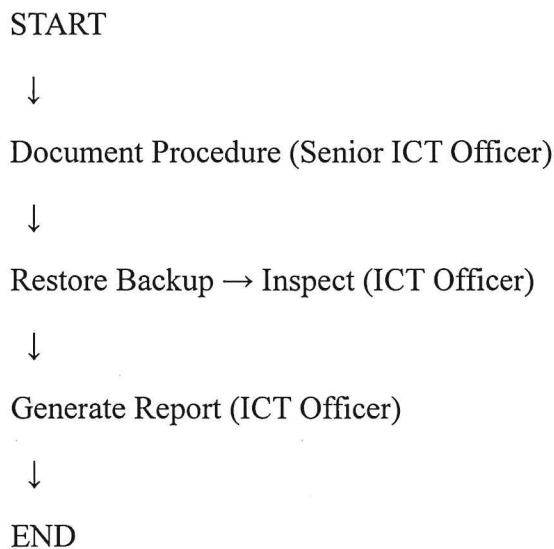 START
↓
Document Procedure (Senior ICT Officer)
↓
Restore Backup → Inspect (ICT Officer)
↓
Generate Report (ICT Officer)
↓
END